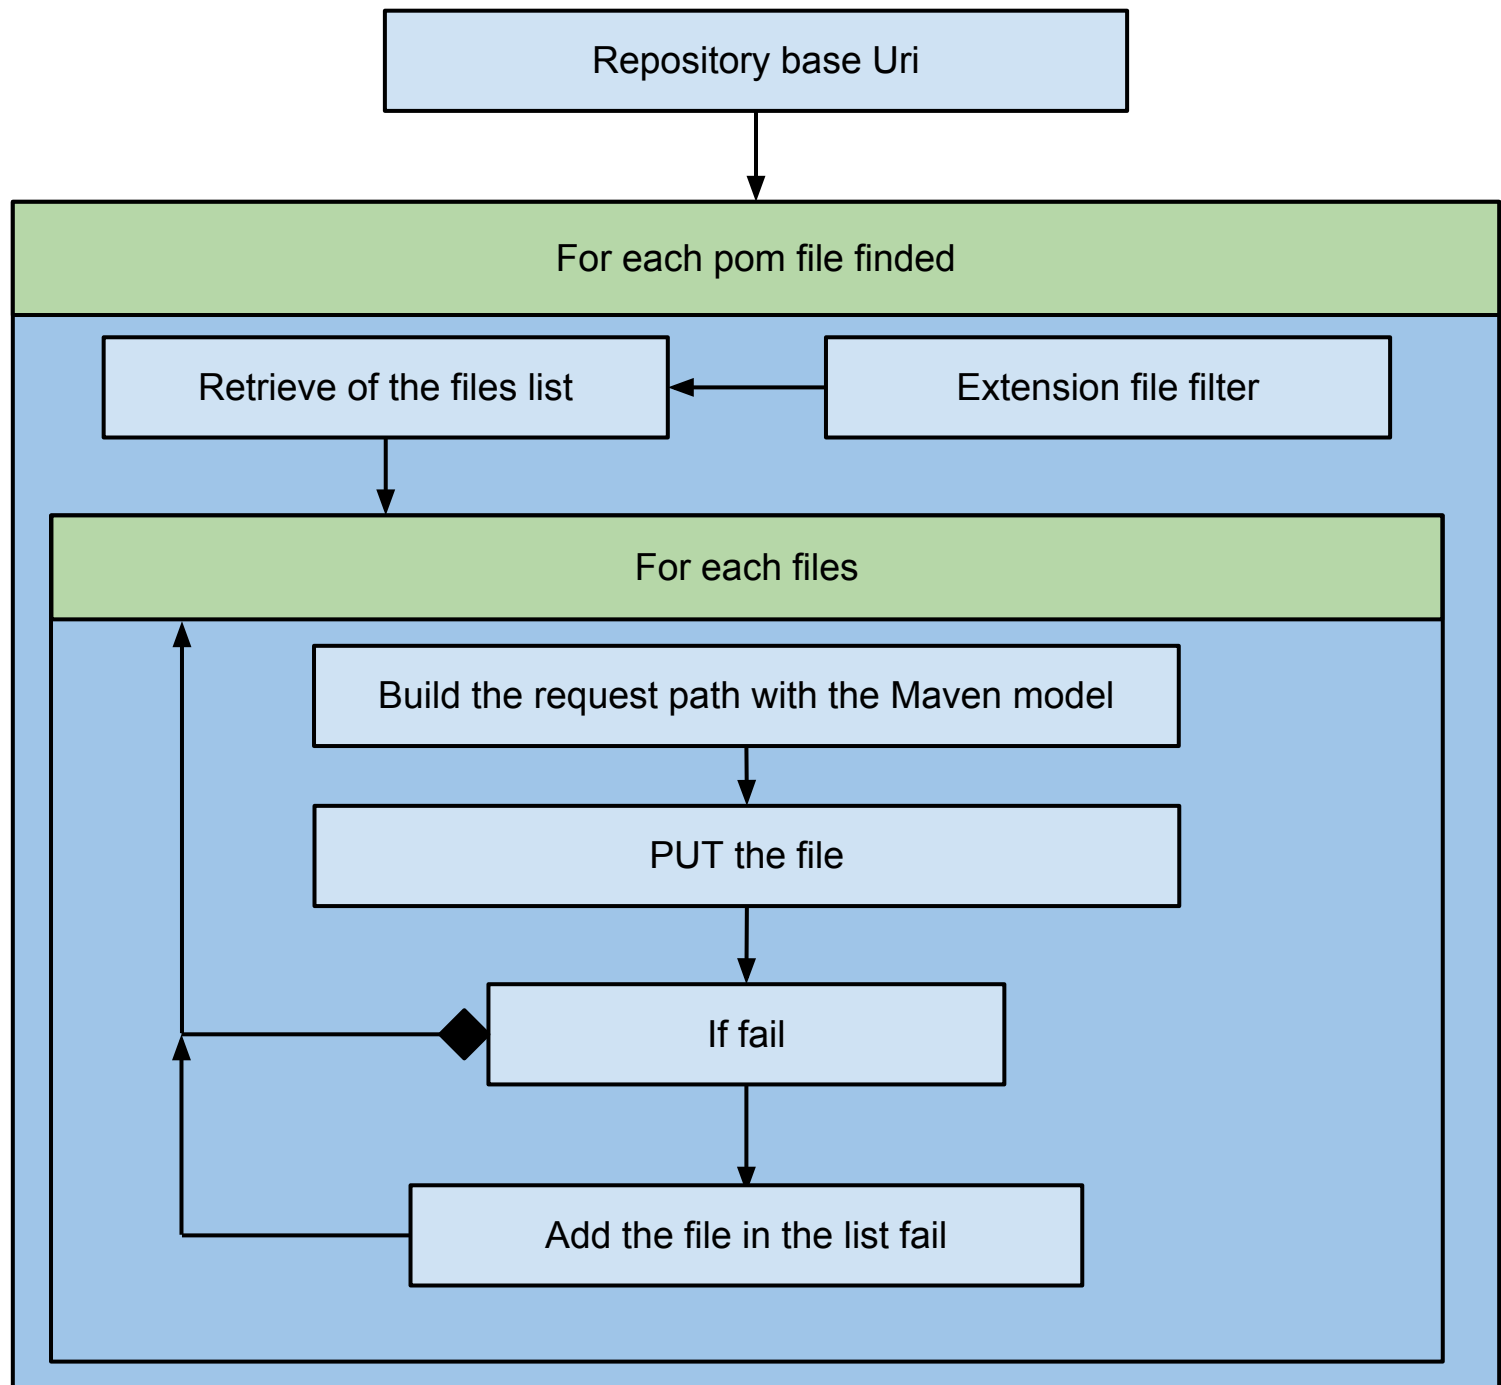 Repository base Uri
For each pom file finded
Retrieve of the files list
Extension file filter
For each files
Build the request path with the Maven model
PUT the file
If fail
Add the file in the list fail